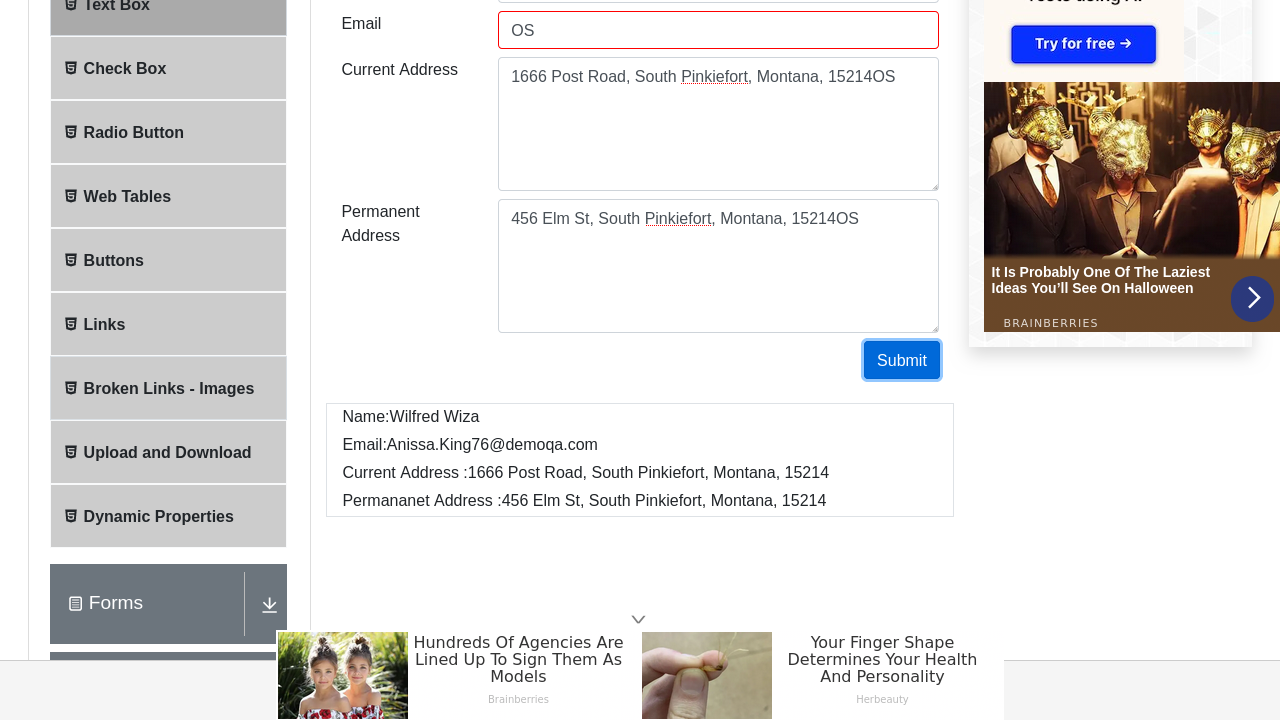 Text Box
Check Box
Radio Button
Web Tables
Buttons
Links
Broken Links - Images
Upload and Download
Dynamic Properties
Forms
Email
OS
Current Address
1666 Post Road, South Pinkiefort, Montana, 15214OS
Permanent
Address
456 Elm St, South Pinkiefort, Montana, 15214OS
Submit
Name:Wilfred Wiza
Email:Anissa.King76@demoqa.com
Current Address :1666 Post Road, South Pinkiefort, Montana, 15214
Permananet Address :456 Elm St, South Pinkiefort, Montana, 15214
Try for free →
It Is Probably One Of The Laziest
Ideas You'll See On Halloween
BRAINBERRIES
Hundreds Of Agencies Are
Lined Up To Sign Them As
Models
Brainberries
Your Finger Shape
Determines Your Health
And Personality
Herbeauty